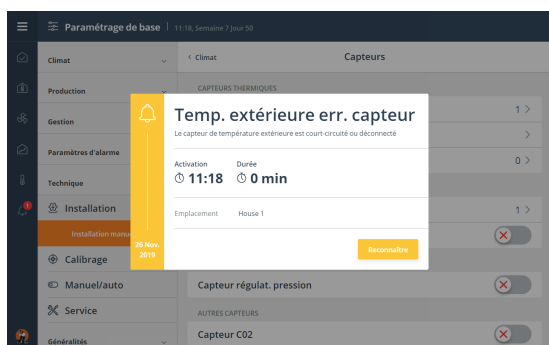 Paramétrage de base | 11:18, Semaine 7 Jour 50
Climat
Production
Gestion
Paramètres d'alarme
Technique
Installation
Installation manu
Calibrage
Manuel/auto
Service
Généralités
1
< Climat
Capteurs
CAPTEURS THERMIQUES
1 >
>
0 >
1 >
Temp. extérieure err. capteur
Le capteur de température extérieure est court-circuité ou déconnecté
Activation
Durée
11:18
0 min
Emplacement
House 1
26 Nov.
2019
Reconnaître
Capteur régulat. pression
AUTRES CAPTEURS
Capteur C02